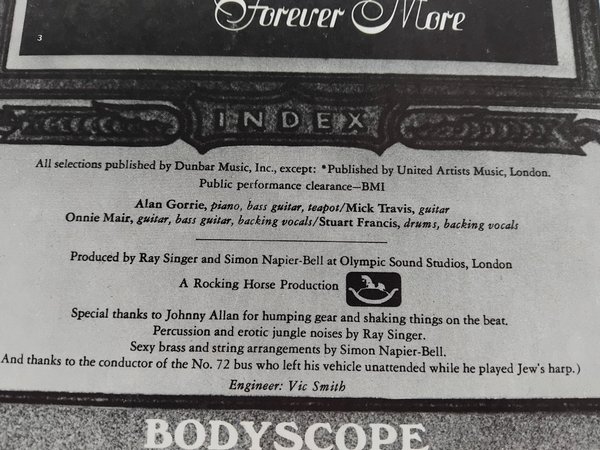 Forever More
3
INDEX
All selections published by Dunbar Music, Inc., except: *Published by United Artists Music, London.
Public performance clearance—BMI
Alan Gorrie, piano, bass guitar, teapot/Mick Travis, guitar
Onnie Mair, guitar, bass guitar, backing vocals/Stuart Francis, drums, backing vocals
Produced by Ray Singer and Simon Napier-Bell at Olympic Sound Studios, London
A Rocking Horse Production
Special thanks to Johnny Allan for humping gear and shaking things on the beat.
Percussion and erotic jungle noises by Ray Singer.
Sexy brass and string arrangements by Simon Napier-Bell.
And thanks to the conductor of the No. 72 bus who left his vehicle unattended while he played Jew's harp.)
Engineer: Vic Smith
BODYSCOPE